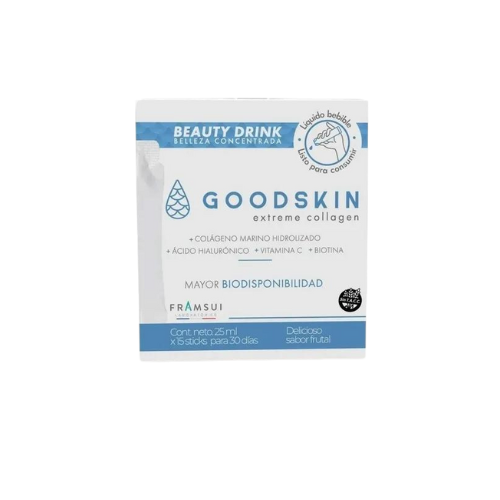 BEAUTY DRINK
BELLEZA CONCENTRADA
Líquido bebible
Listo para consumir
GOODSKIN
extreme collagen
+ COLÁGENO MARINO HIDROLIZADO
+ ÁCIDO HIALURÓNICO + VITAMINA C + BIOTINA
MAYOR BIODISPONIBILIDAD
FRAMSUI
Cont. neto. 25 ml
x 15 sticks para 30 días
Delicioso
sabor frutal